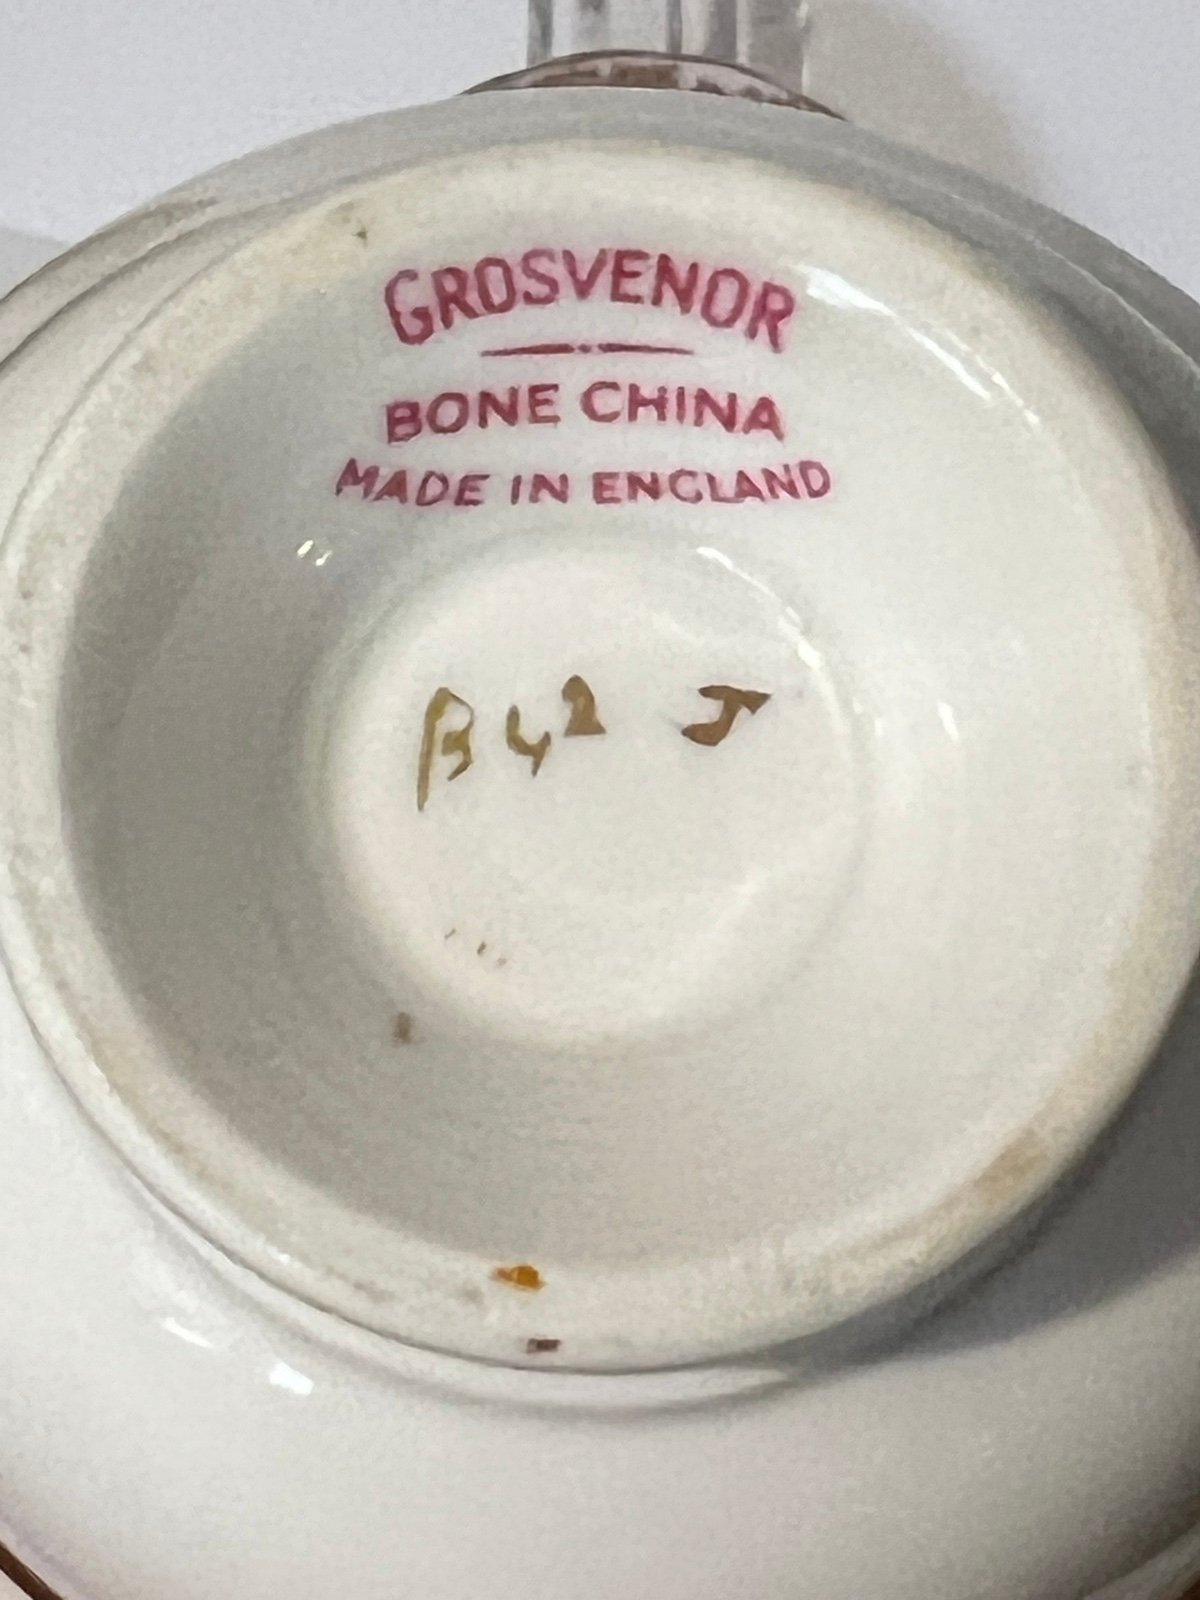 GROSVENOR
BONE CHINA
MADE IN ENGLAND
B42 J